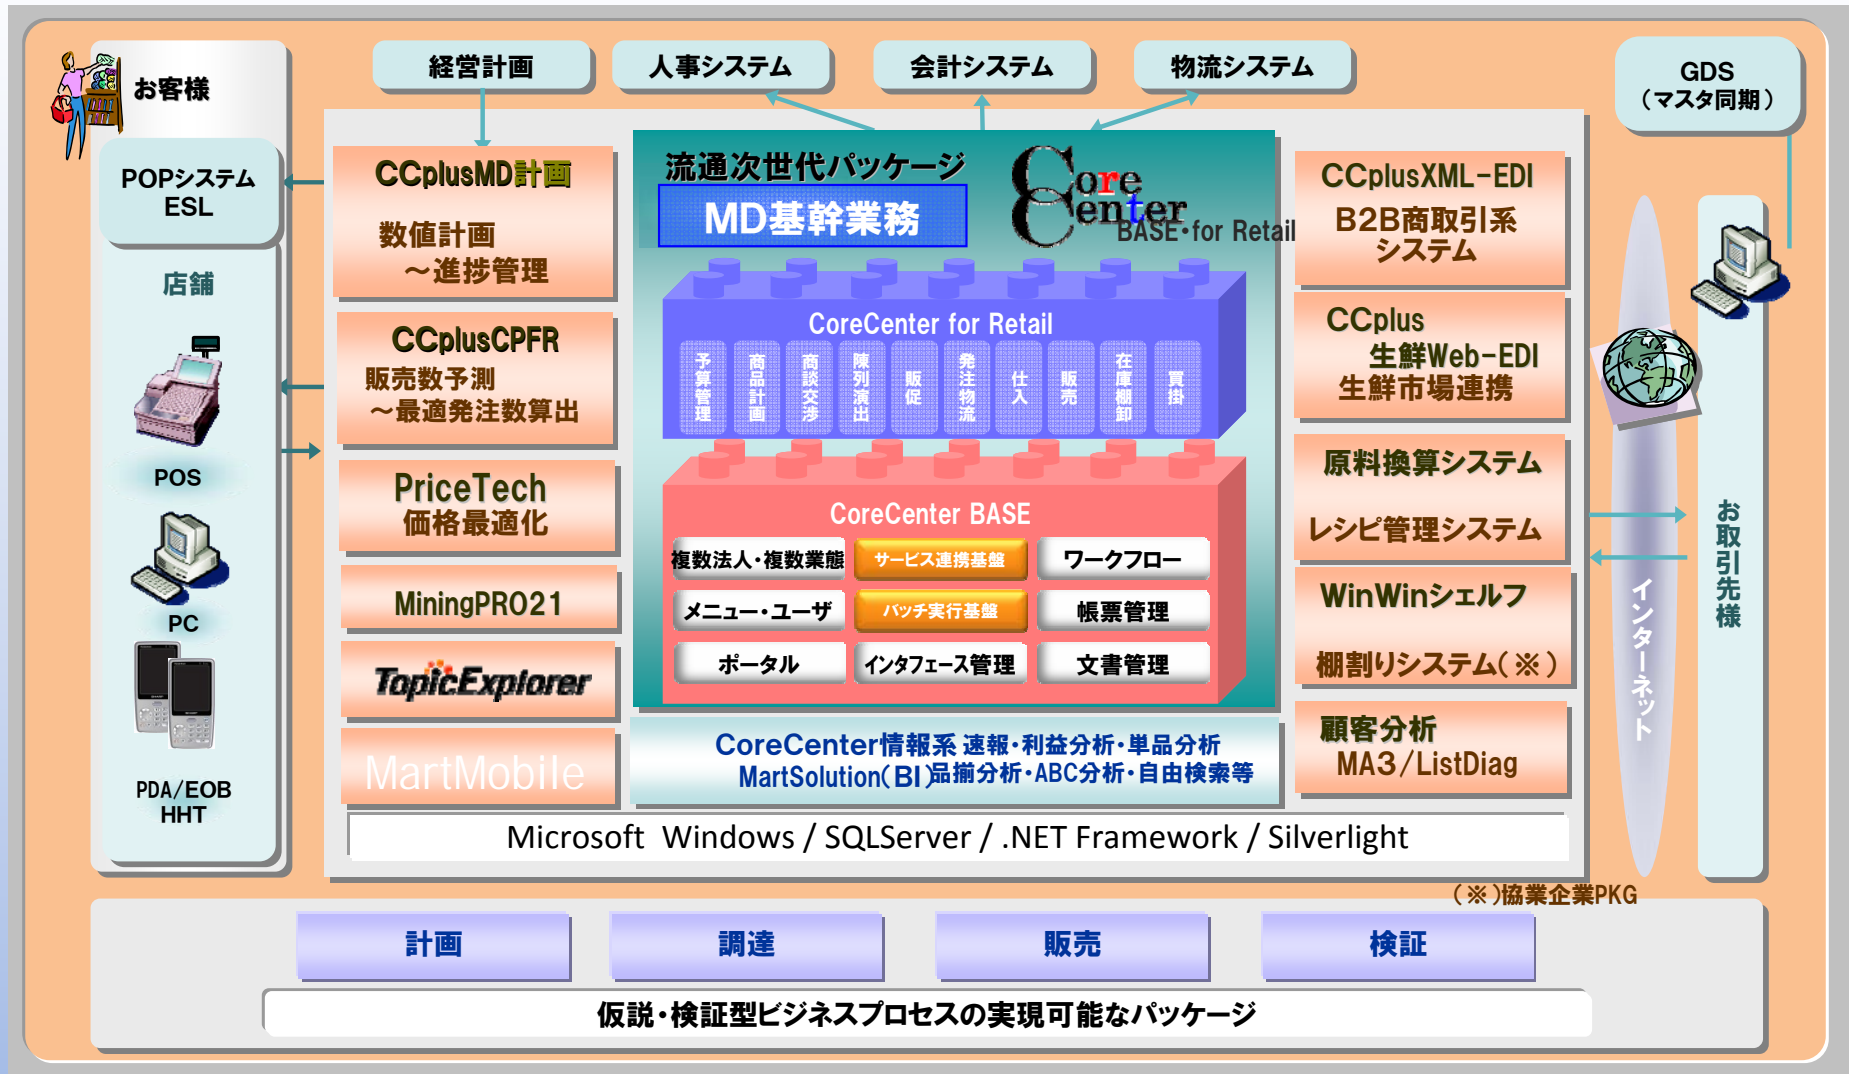 お客様
経営計画
人事システム
会計システム
物流システム
GDS
（マスタ同期）
POPシステム
ESL
店舗
POS
PC
PDA/EOB
HHT
CCplusMD計画
数値計画
～進捗管理
CCplusCPFR
販売数予測
～最適発注数算出
PriceTech
価格最適化
MiningPRO21
TopicExplorer
MartMobile
流通次世代パッケージ
MD基幹業務
Core
Center
BASE・for Retail
CoreCenter for Retail
予算管理
商品計画
商談交渉
陳列演出
販促
発注物流
仕入
販売
在庫棚卸
買掛
CoreCenter BASE
複数法人・複数業態
サービス連携基盤
ワークフロー
メニュー・ユーザ
バッチ実行基盤
帳票管理
ポータル
インタフェース管理
文書管理
CoreCenter情報系 速報・利益分析・単品分析
MartSolution(BI)品揃分析・ABC分析・自由検索等
CCplusXML-EDI
B2B商取引系
システム
CCplus
生鮮Web-EDI
生鮮市場連携
原料換算システム
レシピ管理システム
WinWinシェルフ
棚割りシステム(※)
顧客分析
MA3/ListDiag
インターネット
お取引先様
Microsoft Windows / SQLServer / .NET Framework / Silverlight
(※)協業企業PKG
計画
調達
販売
検証
仮説・検証型ビジネスプロセスの実現可能なパッケージ